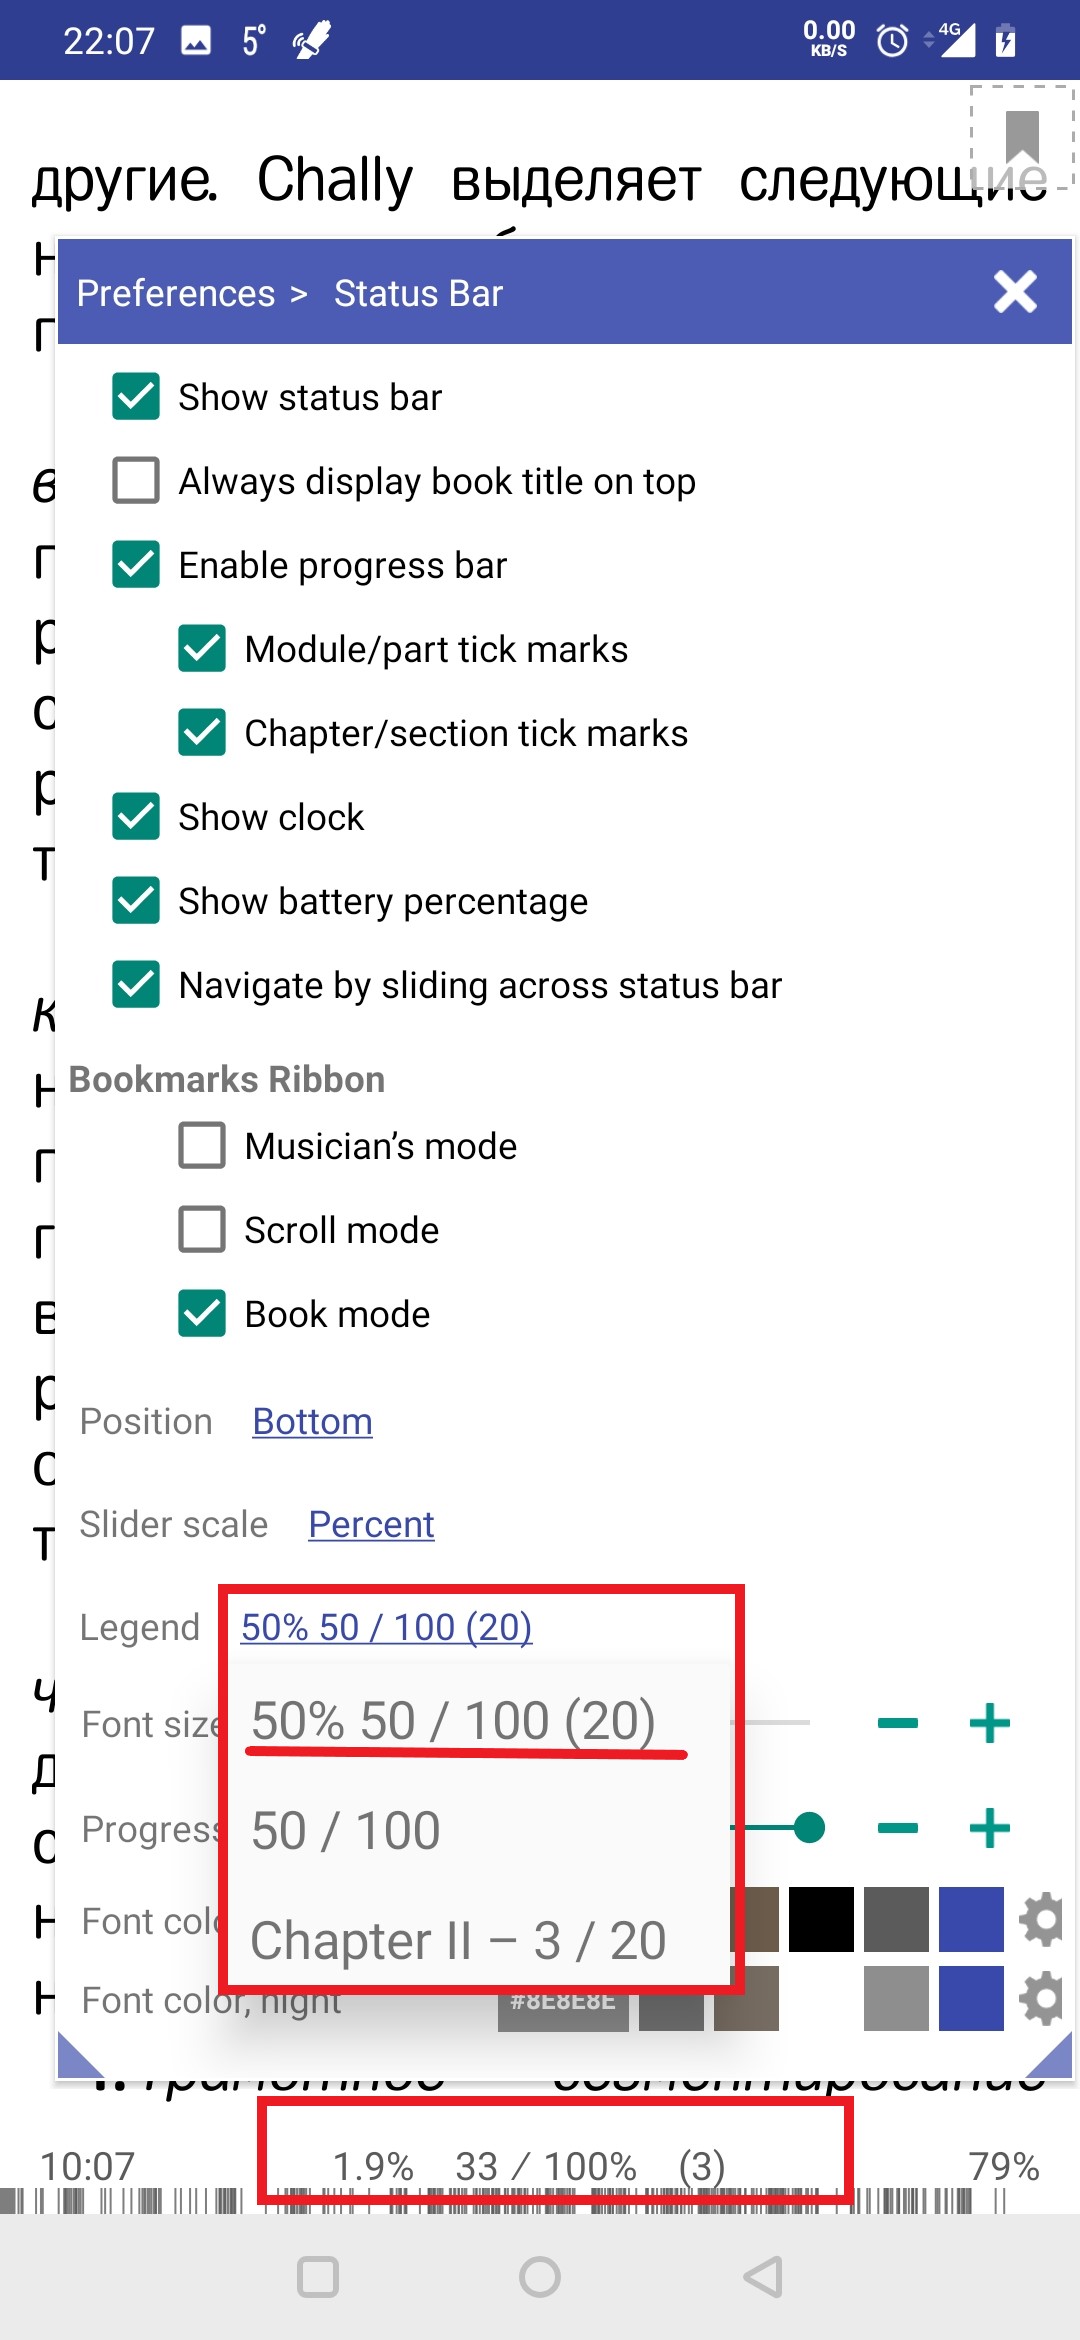 22:07 5° 0.00 KB/S 4G
другие. Chally выделяет следующие
Preferences > Status Bar
Show status bar
Always display book title on top
Enable progress bar
Module/part tick marks
Chapter/section tick marks
Show clock
Show battery percentage
Navigate by sliding across status bar
Bookmarks Ribbon
Musician’s mode
Scroll mode
Book mode
Position Bottom
Slider scale Percent
Legend 50% 50 / 100 (20)
50% 50 / 100 (20)
Font size
50 / 100
Progress
Chapter II – 3 / 20
Font colo
Font color, night #8E8E8E
10:07 1.9% 33 / 100% (3) 79%